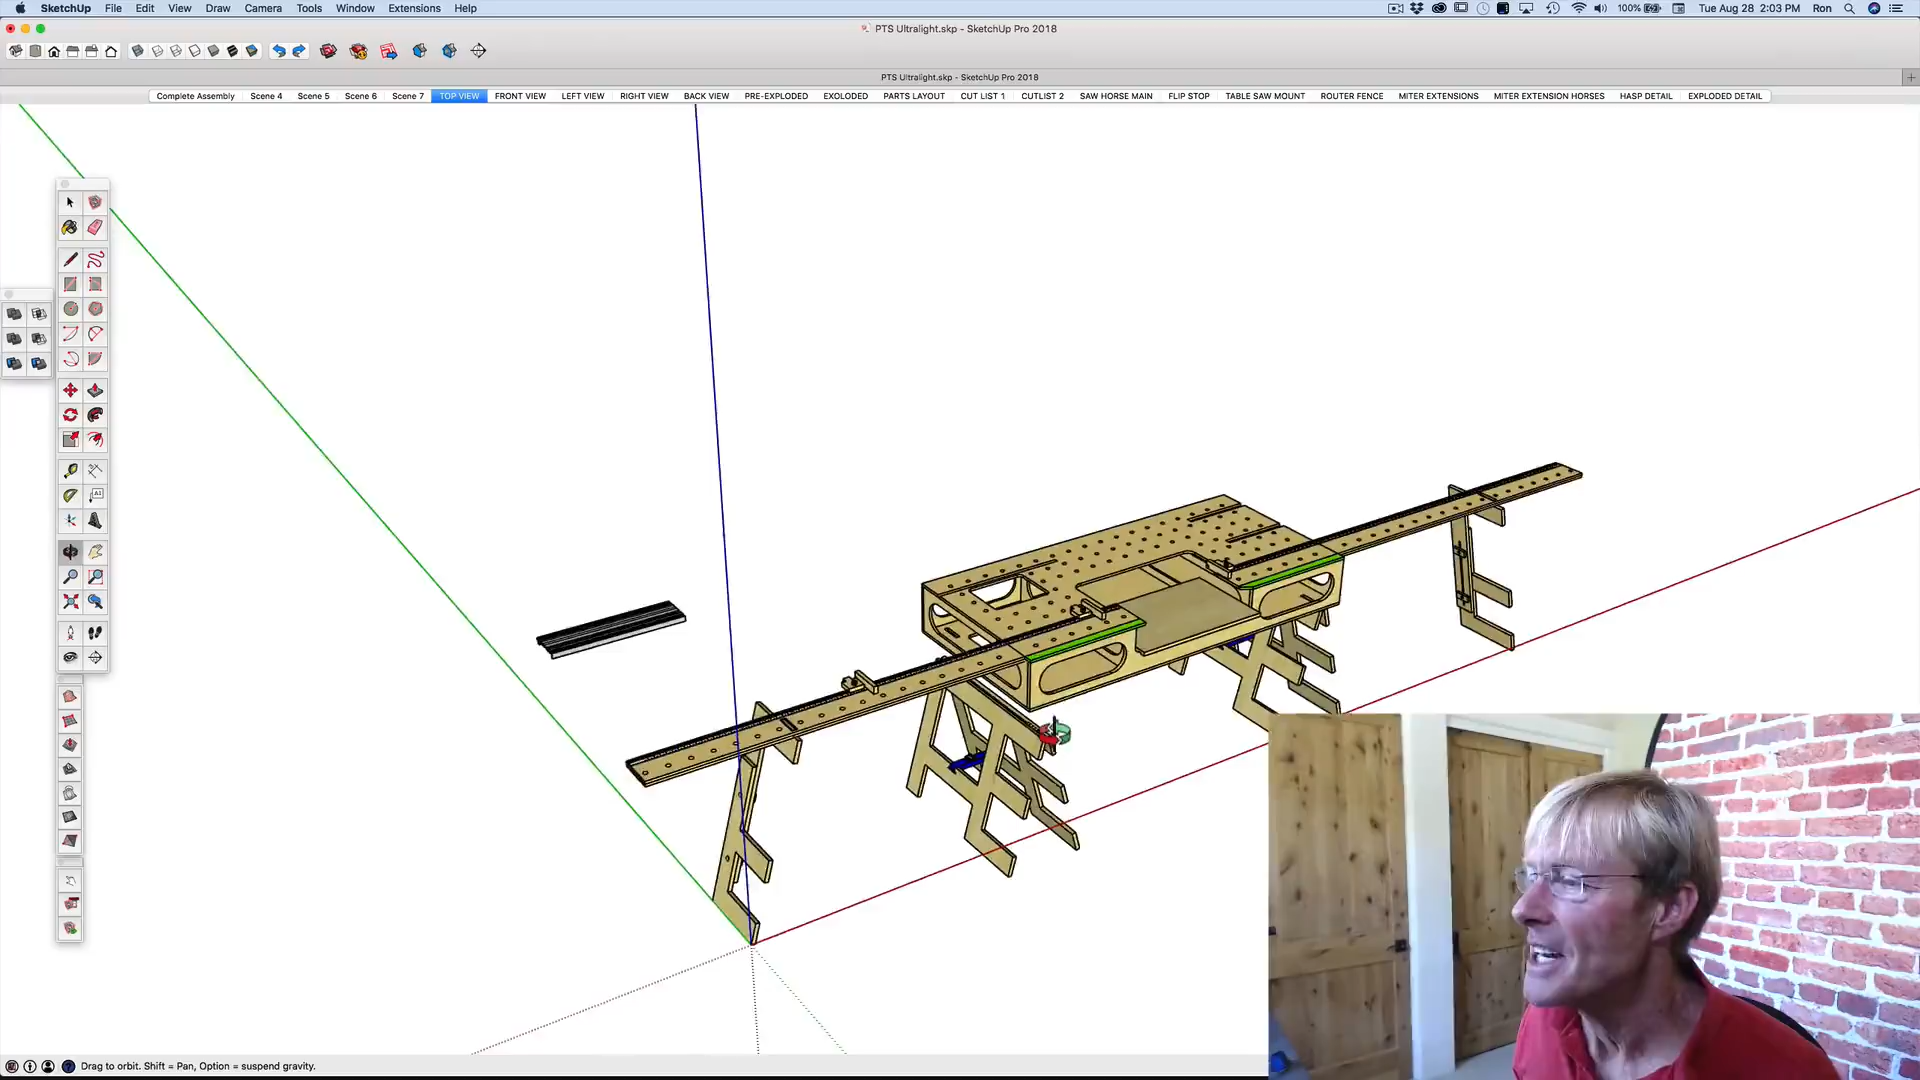 SketchUp File Edit View Draw Camera Tools Window Extensions Help 100% Tue Aug 28 2:03 PM Ron
PTS Ultralight.skp - SketchUp Pro 2018
PTS Ultralight.skp - SketchUp Pro 2018
Complete Assembly Scene 4 Scene 5 Scene 6 Scene 7 TOP VIEW FRONT VIEW LEFT VIEW RIGHT VIEW BACK VIEW PRE-EXPLODED EXOLODED PARTS LAYOUT CUT LIST 1 CUTLIST 2 SAW HORSE MAIN FLIP STOP TABLE SAW MOUNT ROUTER FENCE MITER EXTENSIONS MITER EXTENSION HORSES HASP DETAIL EXPLODED DETAIL
A1
Drag to orbit. Shift = Pan, Option = suspend gravity.